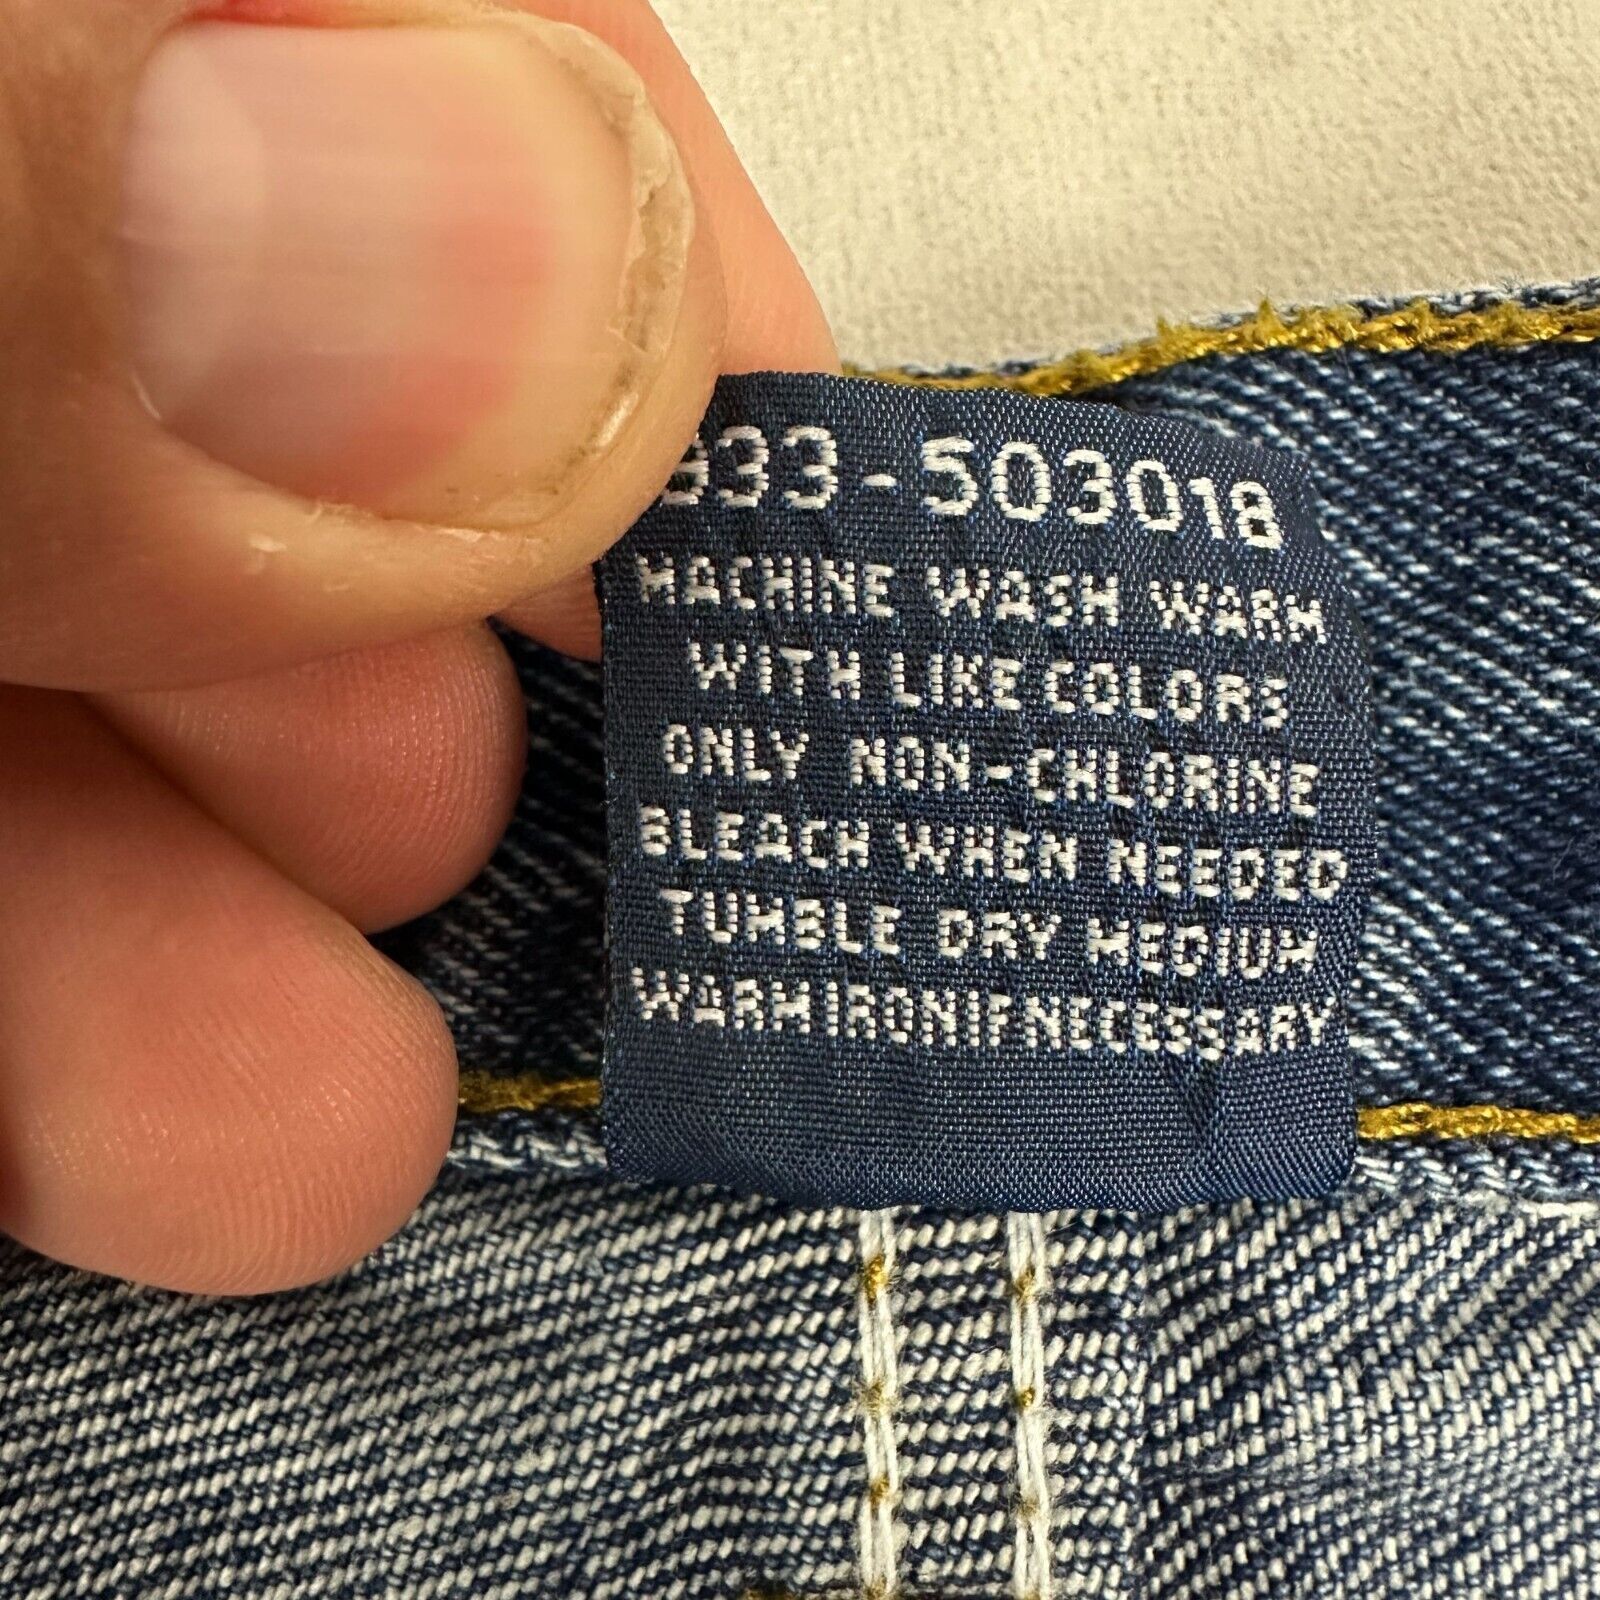 833-503018
MACHINE WASH WARM
WITH LIKE COLORS
ONLY NON-CHLORINE
BLEACH WHEN NEEDED
TUMBLE DRY MEDIUM
WARM IRON IF NECESSARY